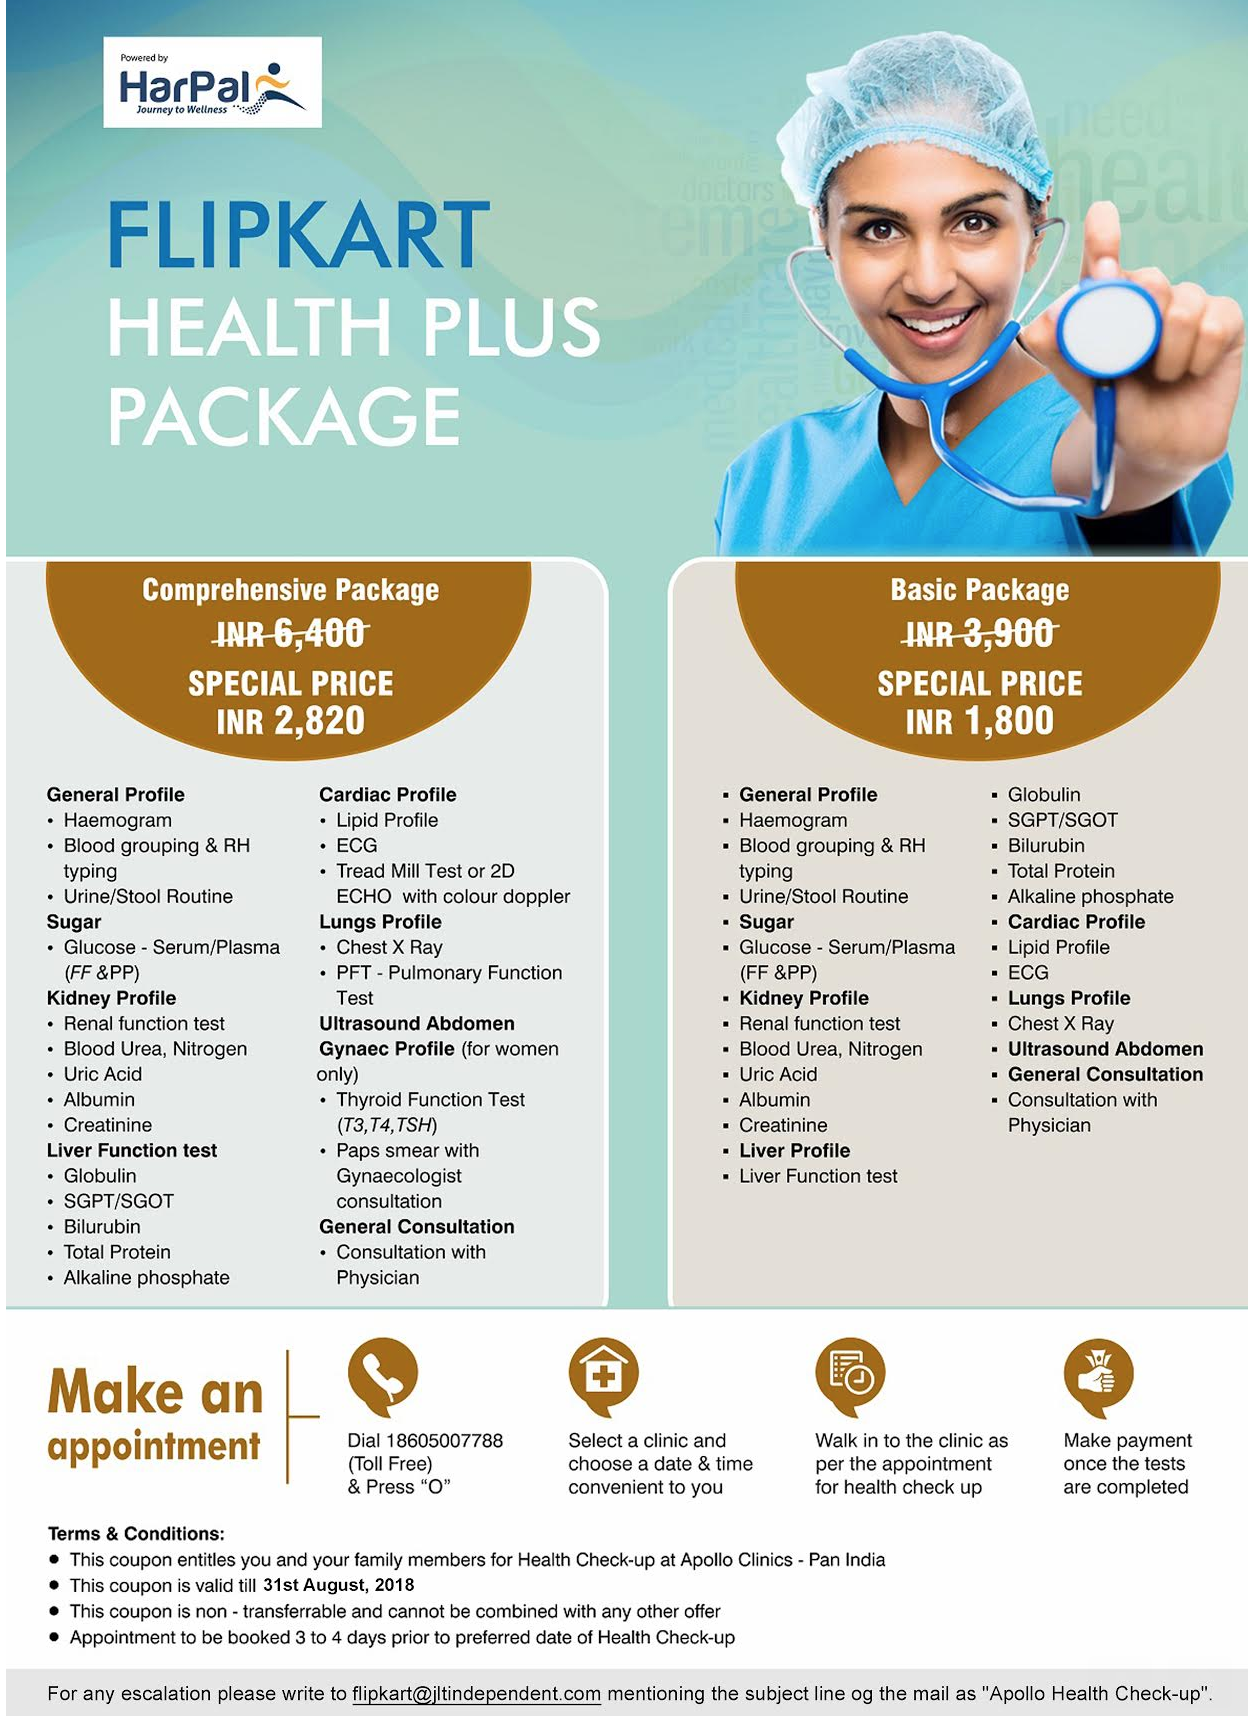 Powered by
HarPal
Journey to Wellness
FLIPKART
HEALTH PLUS
PACKAGE
need
health
doctors
medical
healthcare
Comprehensive Package
INR 6,400
SPECIAL PRICE
INR 2,820
General Profile
• Haemogram
• Blood grouping & RH
typing
• Urine/Stool Routine
Sugar
• Glucose - Serum/Plasma
(FF &PP)
Kidney Profile
• Renal function test
• Blood Urea, Nitrogen
• Uric Acid
• Albumin
• Creatinine
Liver Function test
• Globulin
• SGPT/SGOT
• Bilurubin
• Total Protein
• Alkaline phosphate
Cardiac Profile
• Lipid Profile
• ECG
• Tread Mill Test or 2D
ECHO with colour doppler
Lungs Profile
• Chest X Ray
• PFT - Pulmonary Function
Test
Ultrasound Abdomen
Gynaec Profile (for women
only)
• Thyroid Function Test
(T3,T4,TSH)
• Paps smear with
Gynaecologist
consultation
General Consultation
• Consultation with
Physician
Basic Package
INR 3,900
SPECIAL PRICE
INR 1,800
▪ General Profile
▪ Haemogram
▪ Blood grouping & RH
typing
▪ Urine/Stool Routine
▪ Sugar
▪ Glucose - Serum/Plasma
(FF &PP)
▪ Kidney Profile
▪ Renal function test
▪ Blood Urea, Nitrogen
▪ Uric Acid
▪ Albumin
▪ Creatinine
▪ Liver Profile
▪ Liver Function test
▪ Globulin
▪ SGPT/SGOT
▪ Bilurubin
▪ Total Protein
▪ Alkaline phosphate
▪ Cardiac Profile
▪ Lipid Profile
▪ ECG
▪ Lungs Profile
▪ Chest X Ray
▪ Ultrasound Abdomen
▪ General Consultation
▪ Consultation with
Physician
Make an
appointment
Dial 18605007788
(Toll Free)
& Press “O”
Select a clinic and
choose a date & time
convenient to you
Walk in to the clinic as
per the appointment
for health check up
Make payment
once the tests
are completed
Terms & Conditions:
● This coupon entitles you and your family members for Health Check-up at Apollo Clinics - Pan India
● This coupon is valid till 31st August, 2018
● This coupon is non - transferrable and cannot be combined with any other offer
● Appointment to be booked 3 to 4 days prior to preferred date of Health Check-up
For any escalation please write to flipkart@jltindependent.com mentioning the subject line og the mail as "Apollo Health Check-up".